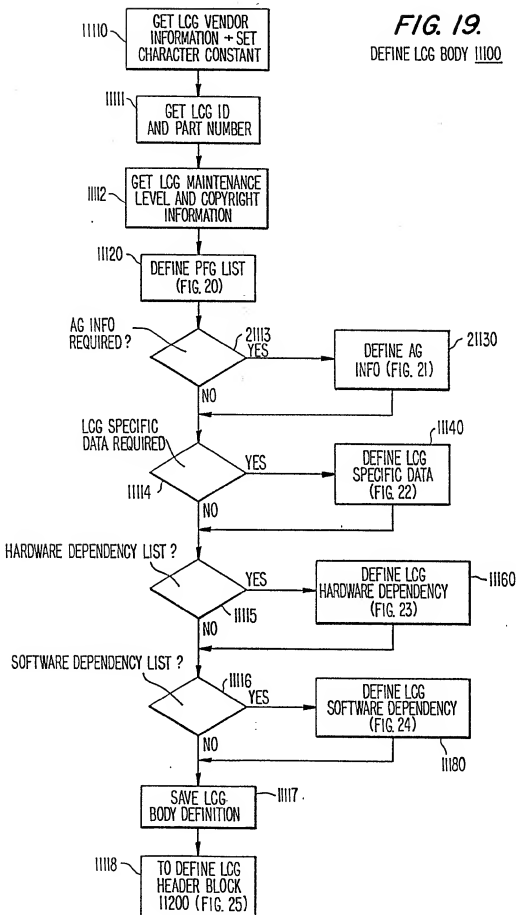 FIG. 19.
DEFINE LCG BODY 11100
11110
GET LCG VENDOR
INFORMATION + SET
CHARACTER CONSTANT
11111
GET LCG ID
AND PART NUMBER
11112
GET LCG MAINTENANCE
LEVEL AND COPYRIGHT
INFORMATION
11120
DEFINE PFG LIST
(FIG. 20)
AG INFO
REQUIRED ?
21113
YES
NO
21130
DEFINE AG
INFO (FIG. 21)
LCG SPECIFIC
DATA REQUIRED
11114
YES
NO
11140
DEFINE LCG
SPECIFIC DATA
(FIG. 22)
HARDWARE DEPENDENCY LIST ?
11115
YES
NO
11160
DEFINE LCG
HARDWARE DEPENDENCY
(FIG. 23)
SOFTWARE DEPENDENCY LIST ?
11116
YES
NO
DEFINE LCG
SOFTWARE DEPENDENCY
(FIG. 24)
11180
SAVE LCG
BODY DEFINITION
11117
11118
TO DEFINE LCG
HEADER BLOCK
11200 (FIG. 25)